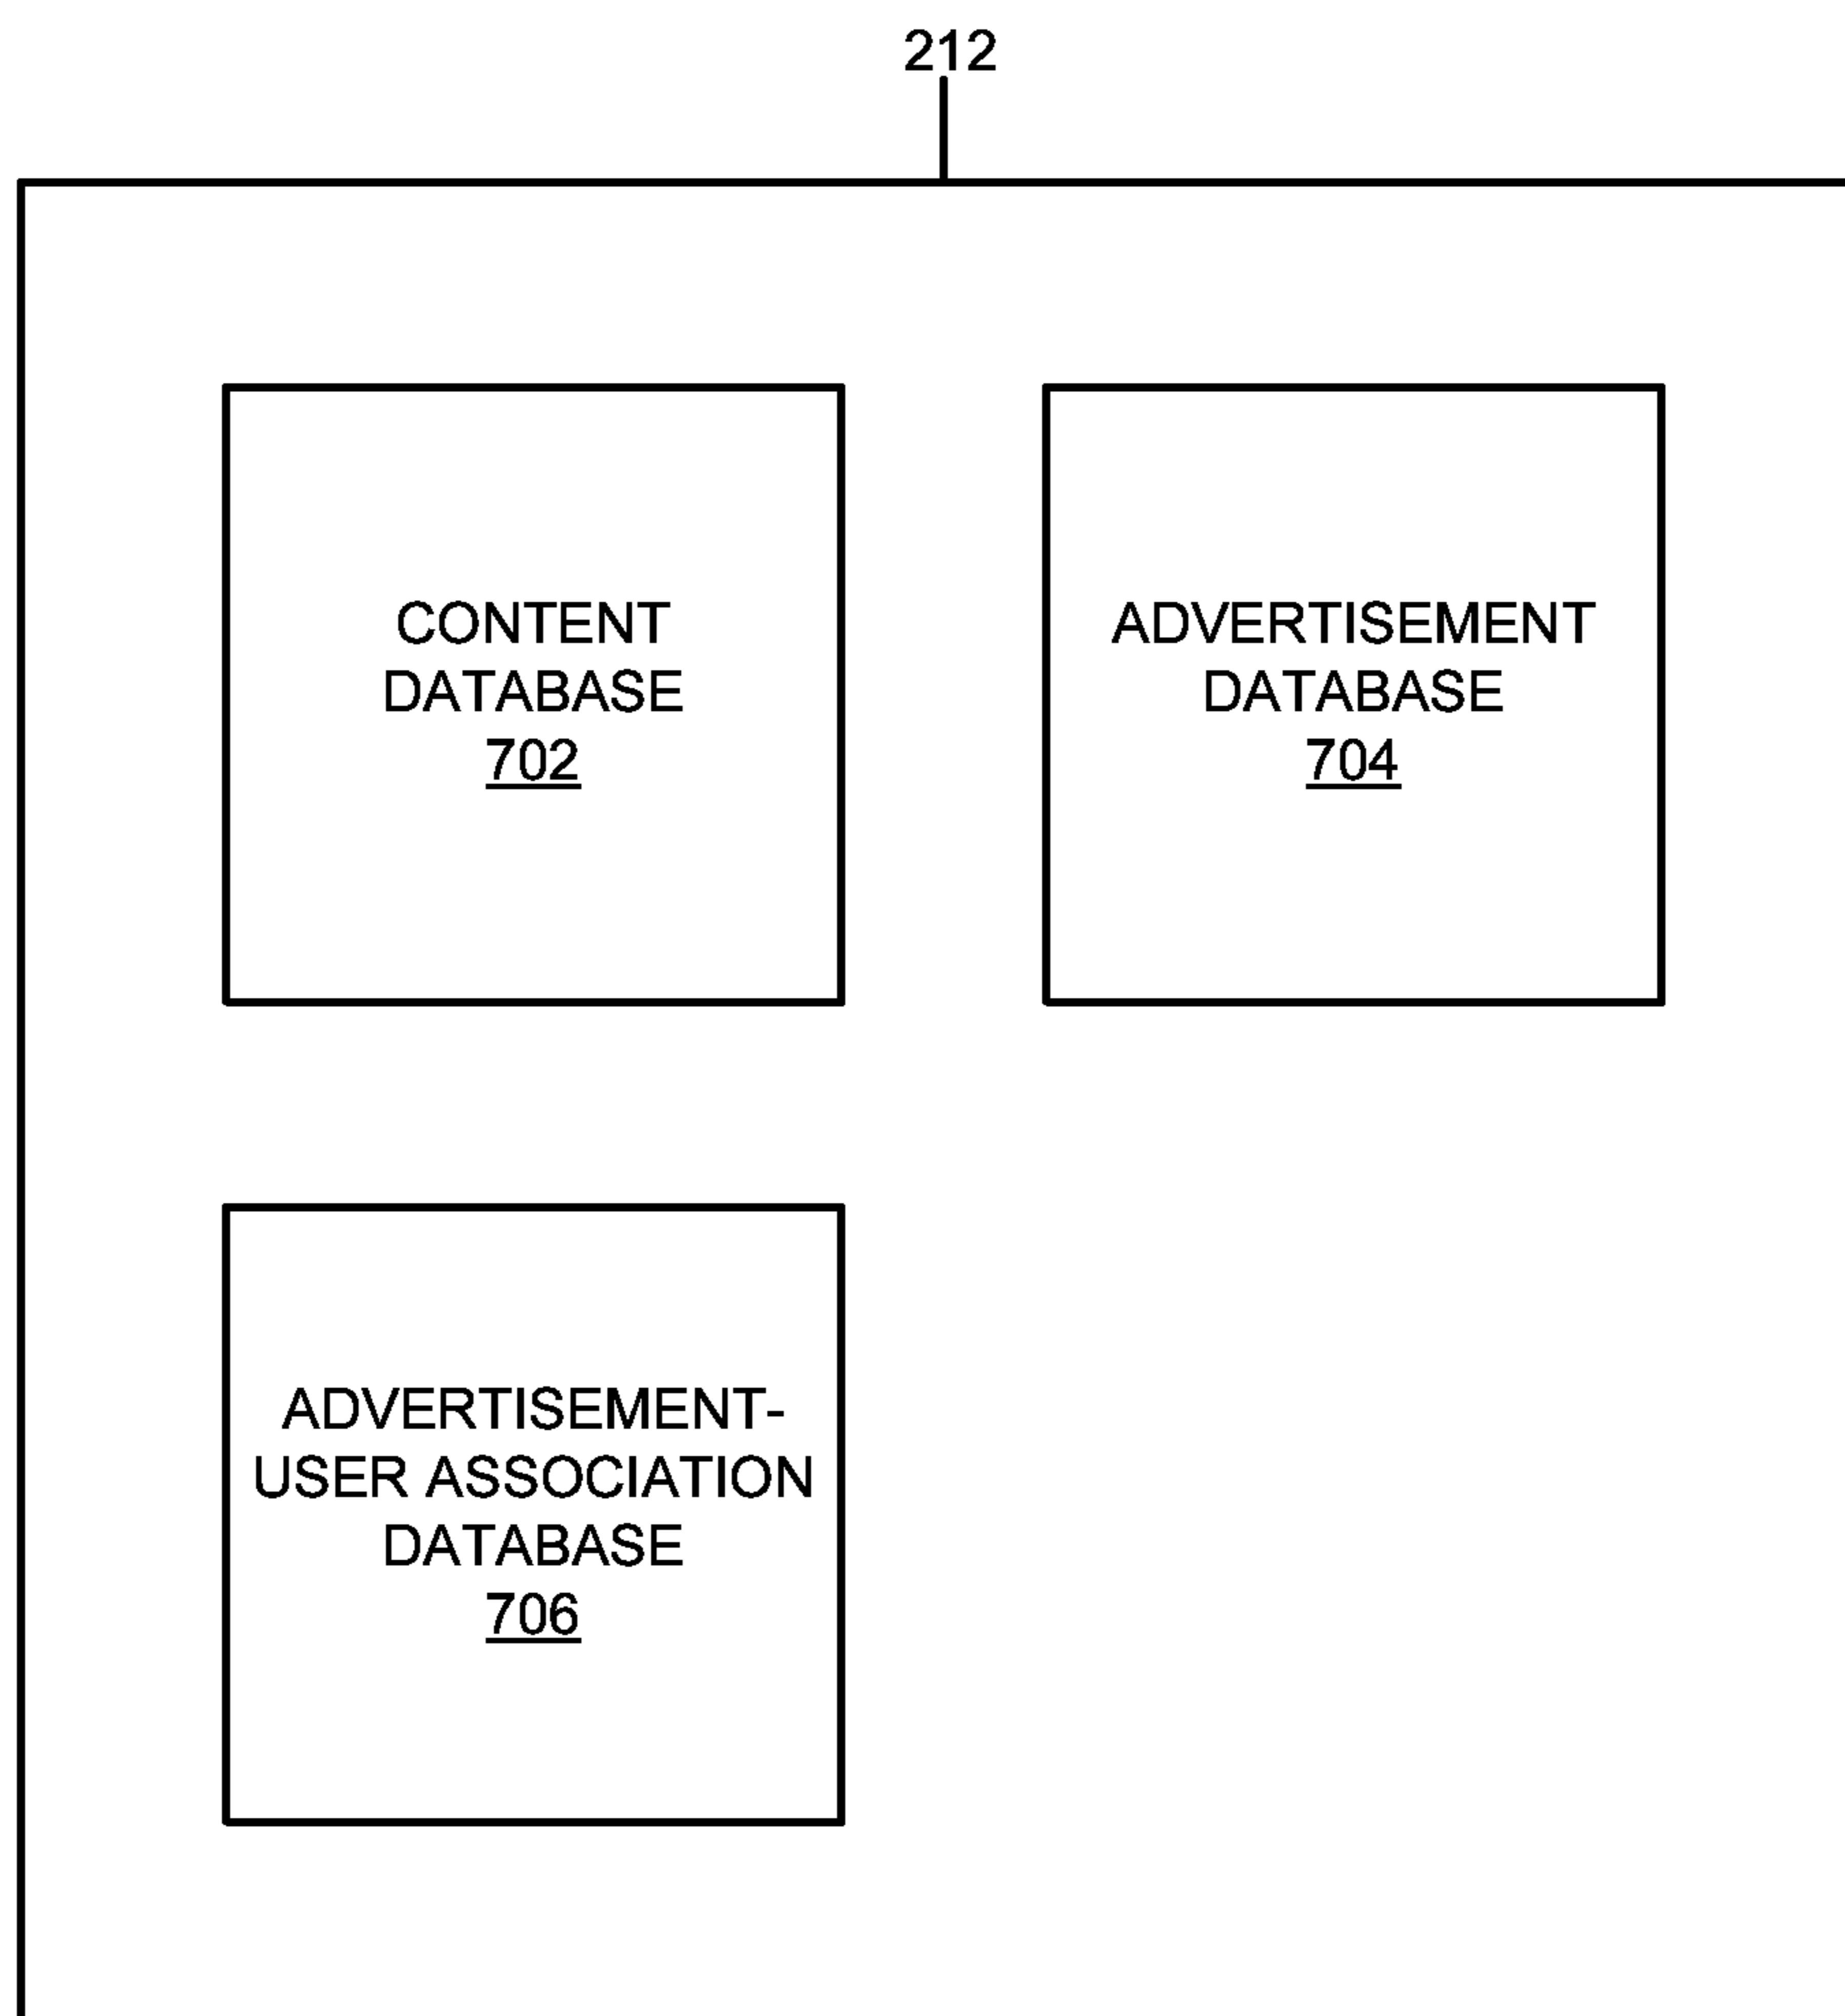 212
CONTENT
DATABASE
702
ADVERTISEMENT
DATABASE
704
ADVERTISEMENT-
USER ASSOCIATION
DATABASE
706